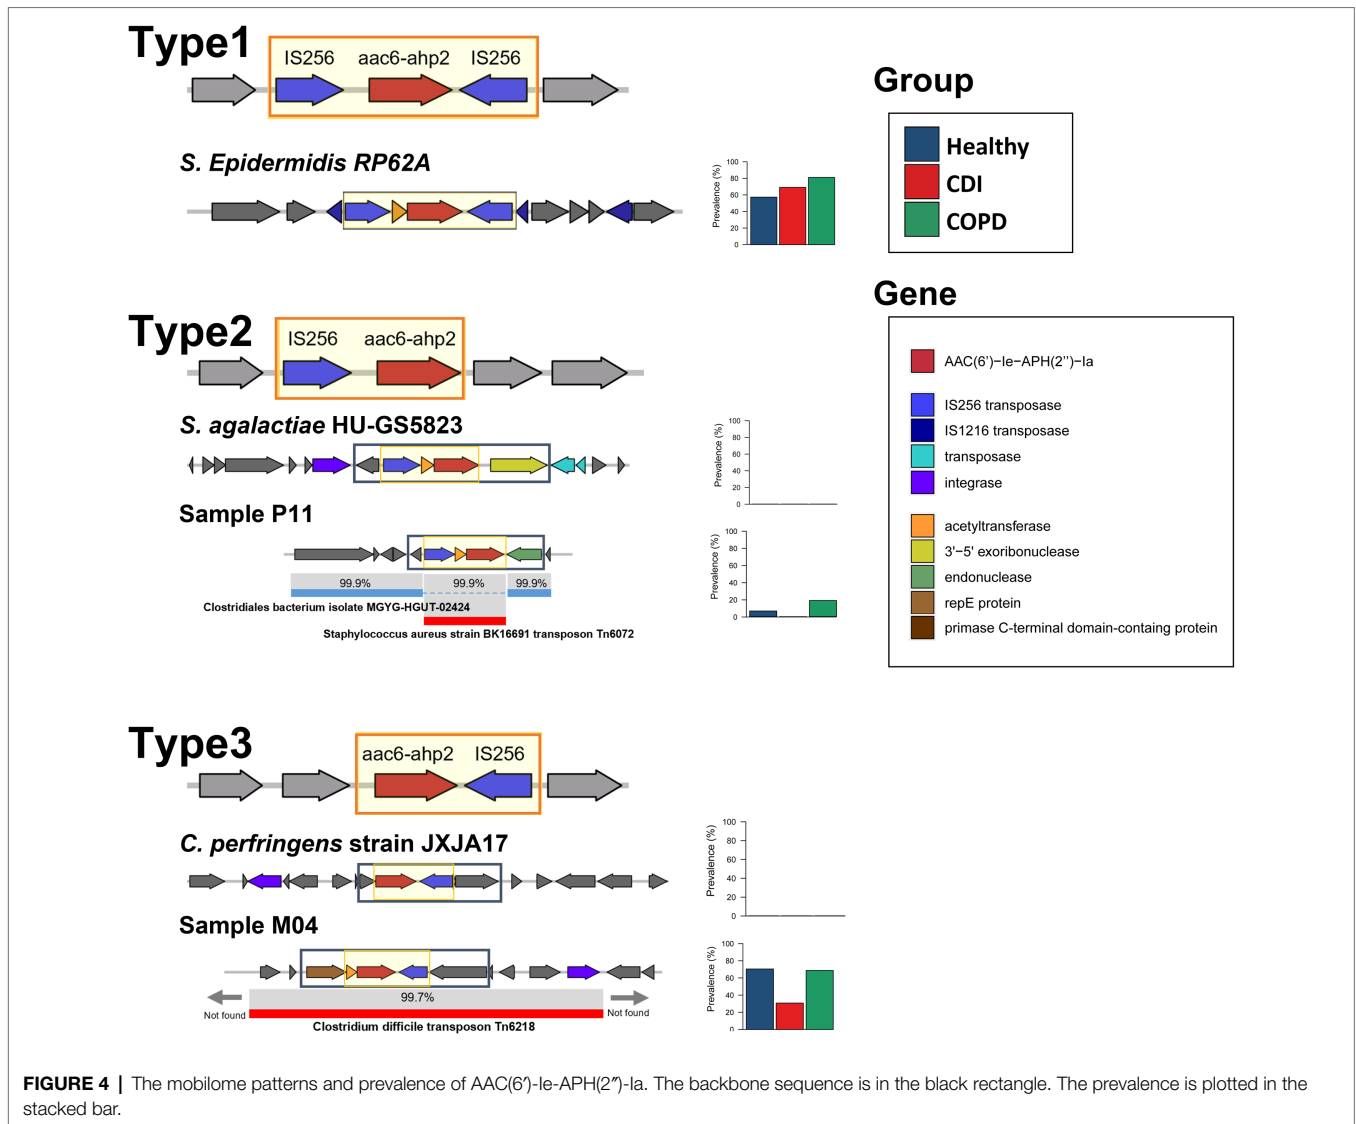 Type1
IS256 aac6-ahp2 IS256
S. Epidermidis RP62A
Prevalence (%)
100
80
60
40
20
0
Group
Healthy
CDI
COPD
Type2
IS256 aac6-ahp2
S. agalactiae HU-GS5823
Prevalence (%)
100
80
60
40
20
0
Sample P11
99.9% 99.9% 99.9%
Clostridiales bacterium isolate MGYG-HGUT-02424
Staphylococcus aureus strain BK16691 transposon Tn6072
Prevalence (%)
100
80
60
40
20
0
Gene
AAC(6’)−Ie−APH(2’’)−Ia
IS256 transposase
IS1216 transposase
transposase
integrase
acetyltransferase
3'−5' exoribonuclease
endonuclease
repE protein
primase C-terminal domain-containg protein
Type3
aac6-ahp2 IS256
C. perfringens strain JXJA17
Prevalence (%)
100
80
60
40
20
0
Sample M04
99.7%
Not found Not found
Clostridium difficile transposon Tn6218
Prevalence (%)
100
80
60
40
20
0
FIGURE 4 | The mobilome patterns and prevalence of AAC(6′)-Ie-APH(2″)-Ia. The backbone sequence is in the black rectangle. The prevalence is plotted in the
stacked bar.